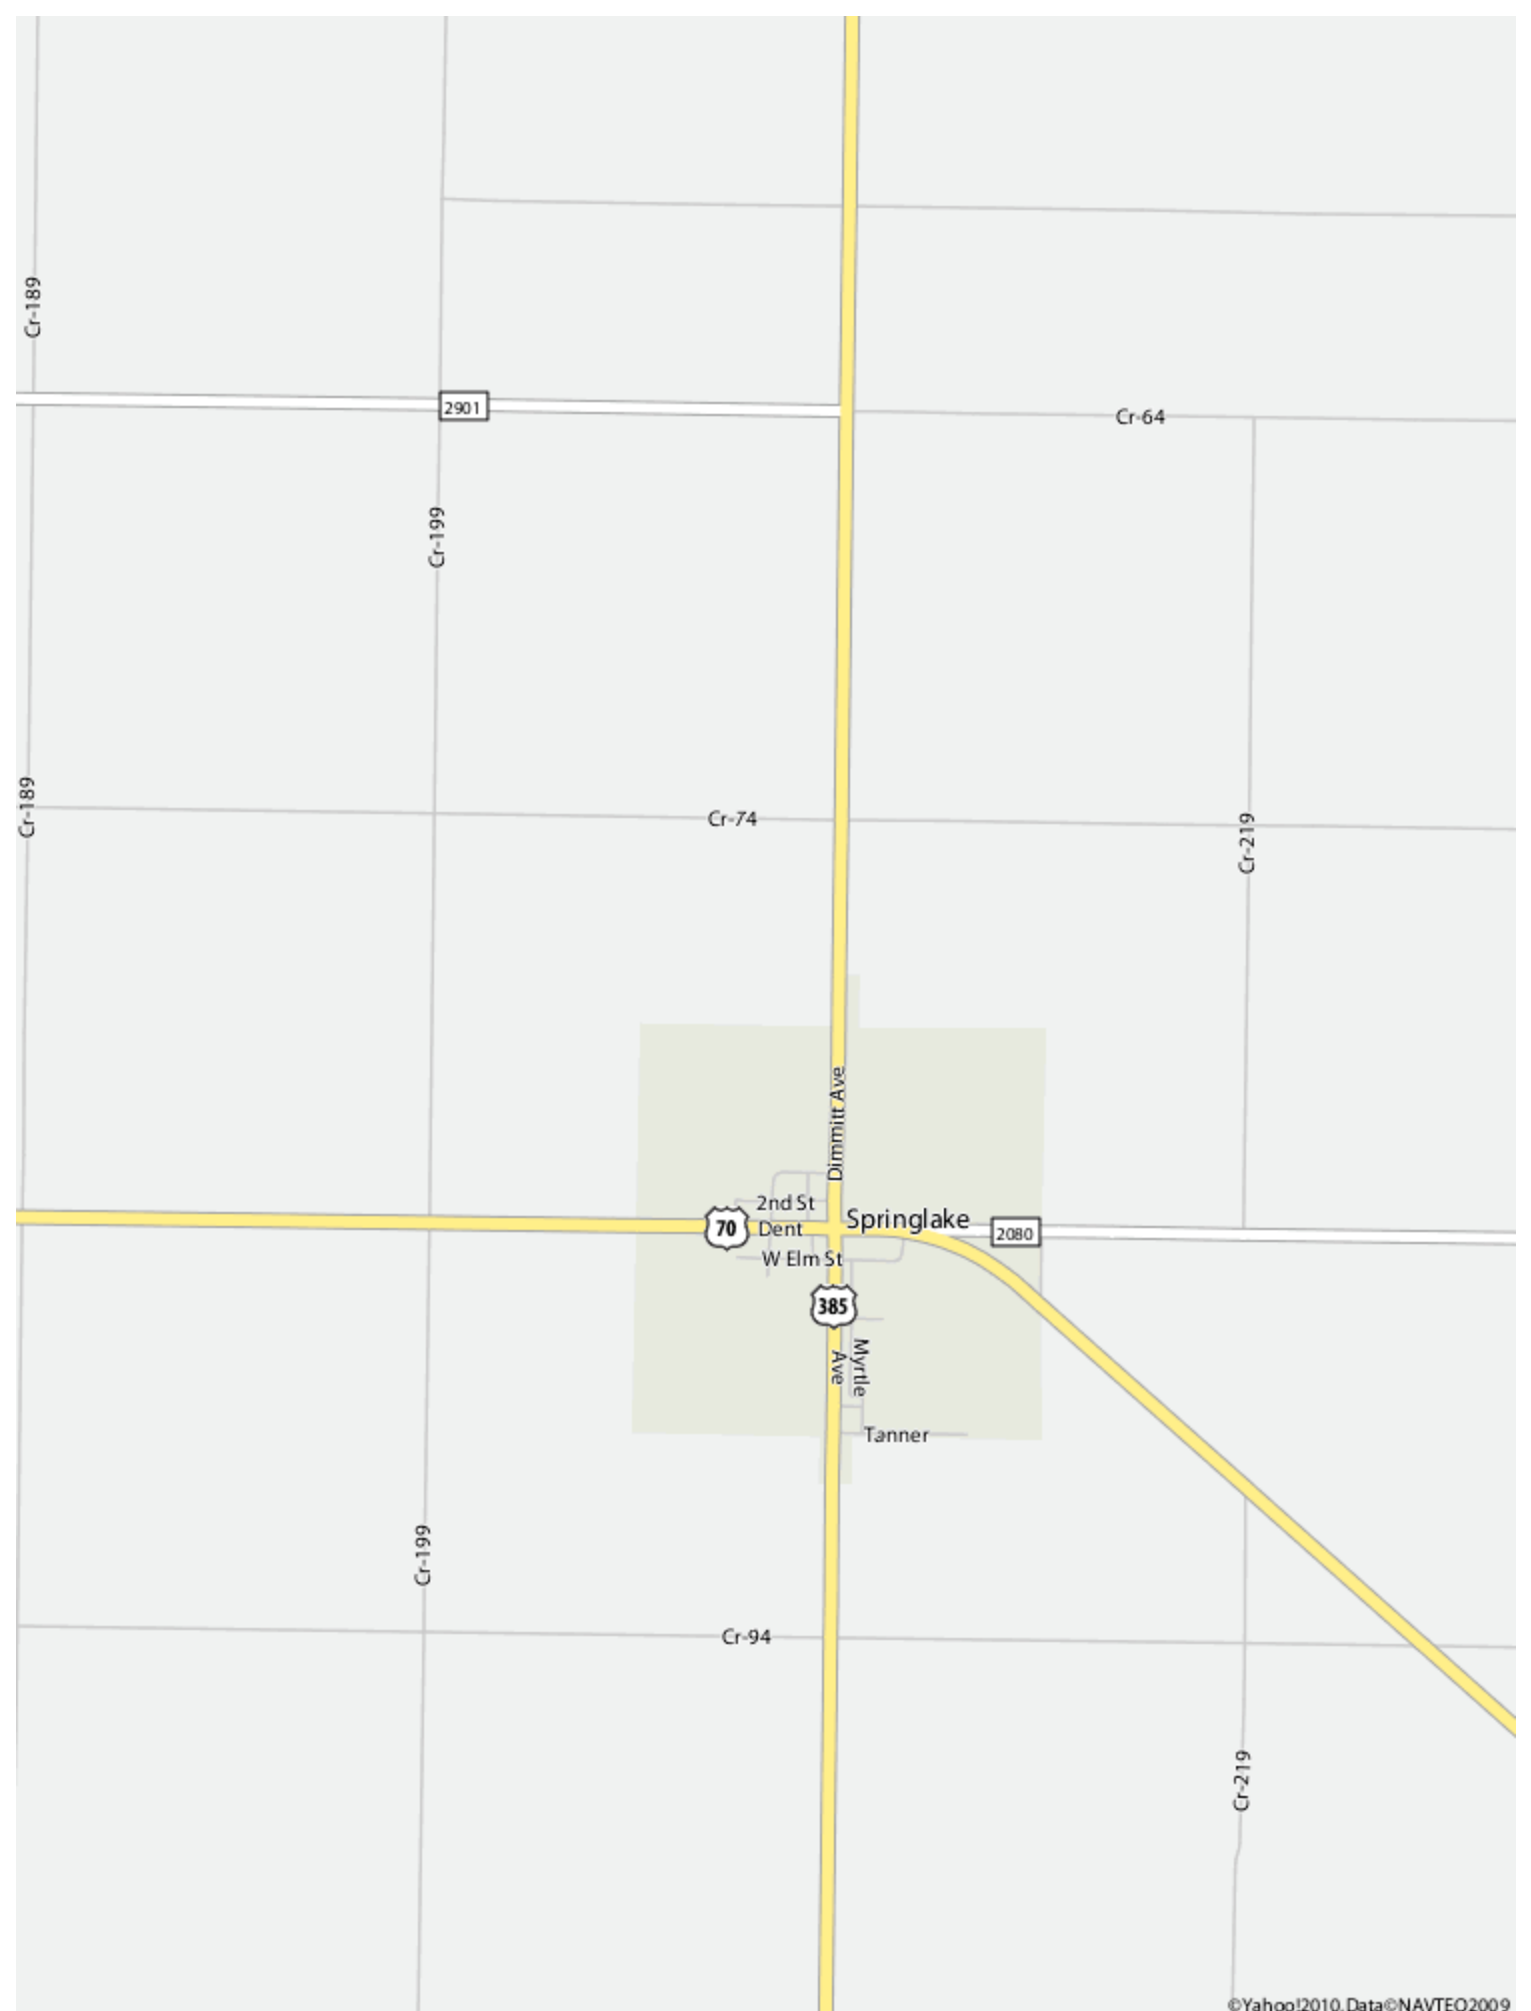 Cr-189
2901
Cr-64
Cr-199
Cr-189
Cr-74
Cr-219
Dimmitt Ave
2nd St
Springlake
70
Dent
2080
W Elm St
385
Myrtle
Ave
Tanner
Cr-199
Cr-94
Cr-219
©Yahoo!2010, Data©NAVTEQ2009